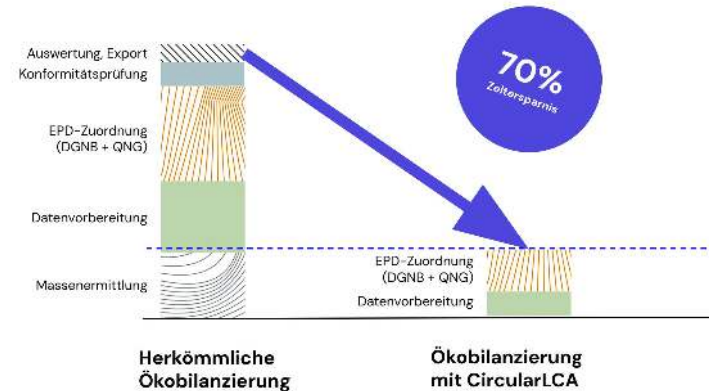 Auswertung, Export
Konformitätsprüfung
EPD-Zuordnung
(DGNB + QNG)
Datenvorbereitung
Massenermittlung
70%
Zeitersparnis
EPD-Zuordnung
(DGNB + QNG)
Datenvorbereitung
Herkömmliche
Ökobilanzierung
Ökobilanzierung
mit CircularLCA